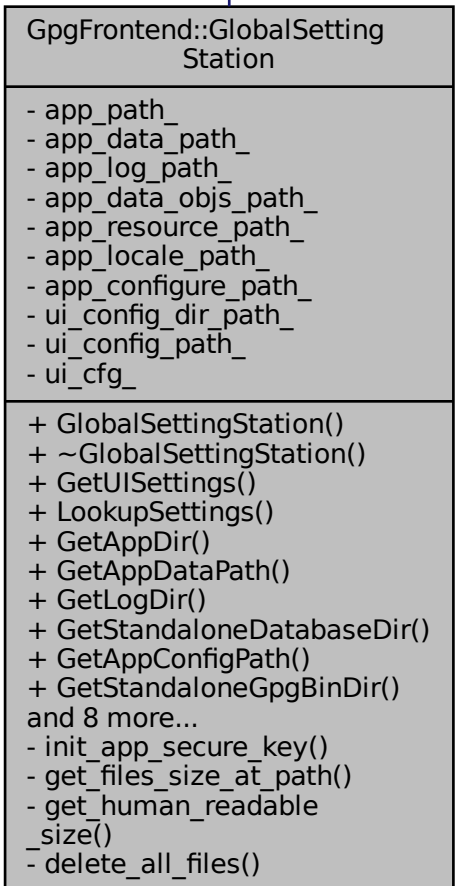 GpgFrontend::GlobalSetting
Station
- app_path_
- app_data_path_
- app_log_path_
- app_data_objs_path_
- app_resource_path_
- app_locale_path_
- app_configure_path_
- ui_config_dir_path_
- ui_config_path_
- ui_cfg_
+ GlobalSettingStation()
+ ~GlobalSettingStation()
+ GetUISettings()
+ LookupSettings()
+ GetAppDir()
+ GetAppDataPath()
+ GetLogDir()
+ GetStandaloneDatabaseDir()
+ GetAppConfigPath()
+ GetStandaloneGpgBinDir()
and 8 more...
- init_app_secure_key()
- get_files_size_at_path()
- get_human_readable
_size()
- delete_all_files()